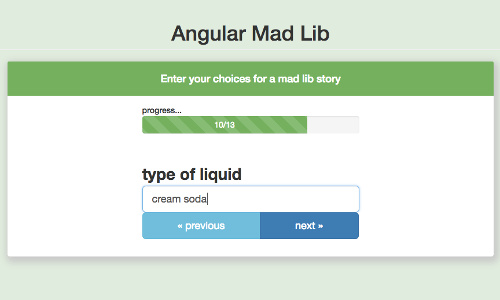 Angular Mad Lib
Enter your choices for a mad lib story
progress...
10/13
type of liquid
cream soda
« previous
next »